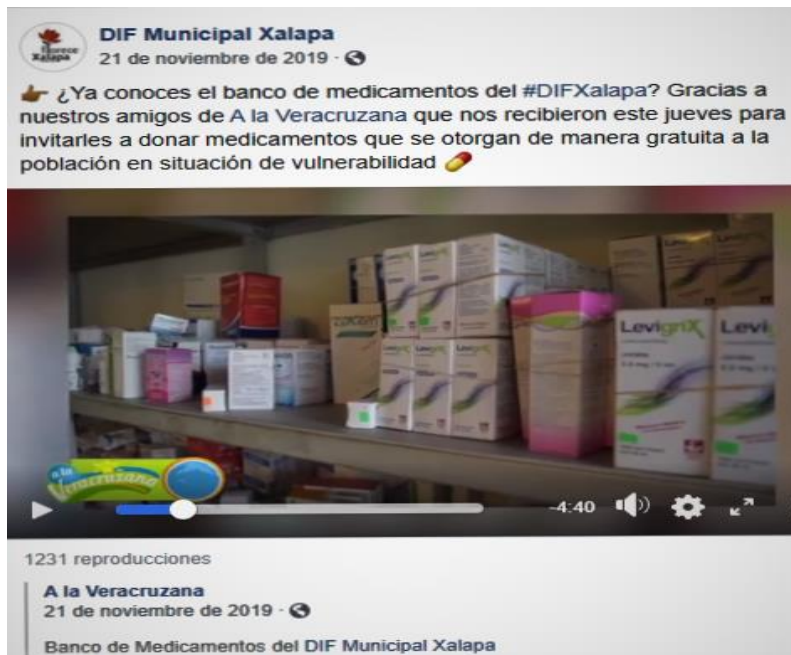 DIF Municipal Xalapa
21 de noviembre de 2019 ·
¿Ya conoces el banco de medicamentos del #DIFXalapa? Gracias a
nuestros amigos de A la Veracruzana que nos recibieron este jueves para
invitarles a donar medicamentos que se otorgan de manera gratuita a la
población en situación de vulnerabilidad
LevigriX
Levi
a la
Veracruzana
-4:40
1231 reproducciones
A la Veracruzana
21 de noviembre de 2019 ·
Banco de Medicamentos del DIF Municipal Xalapa